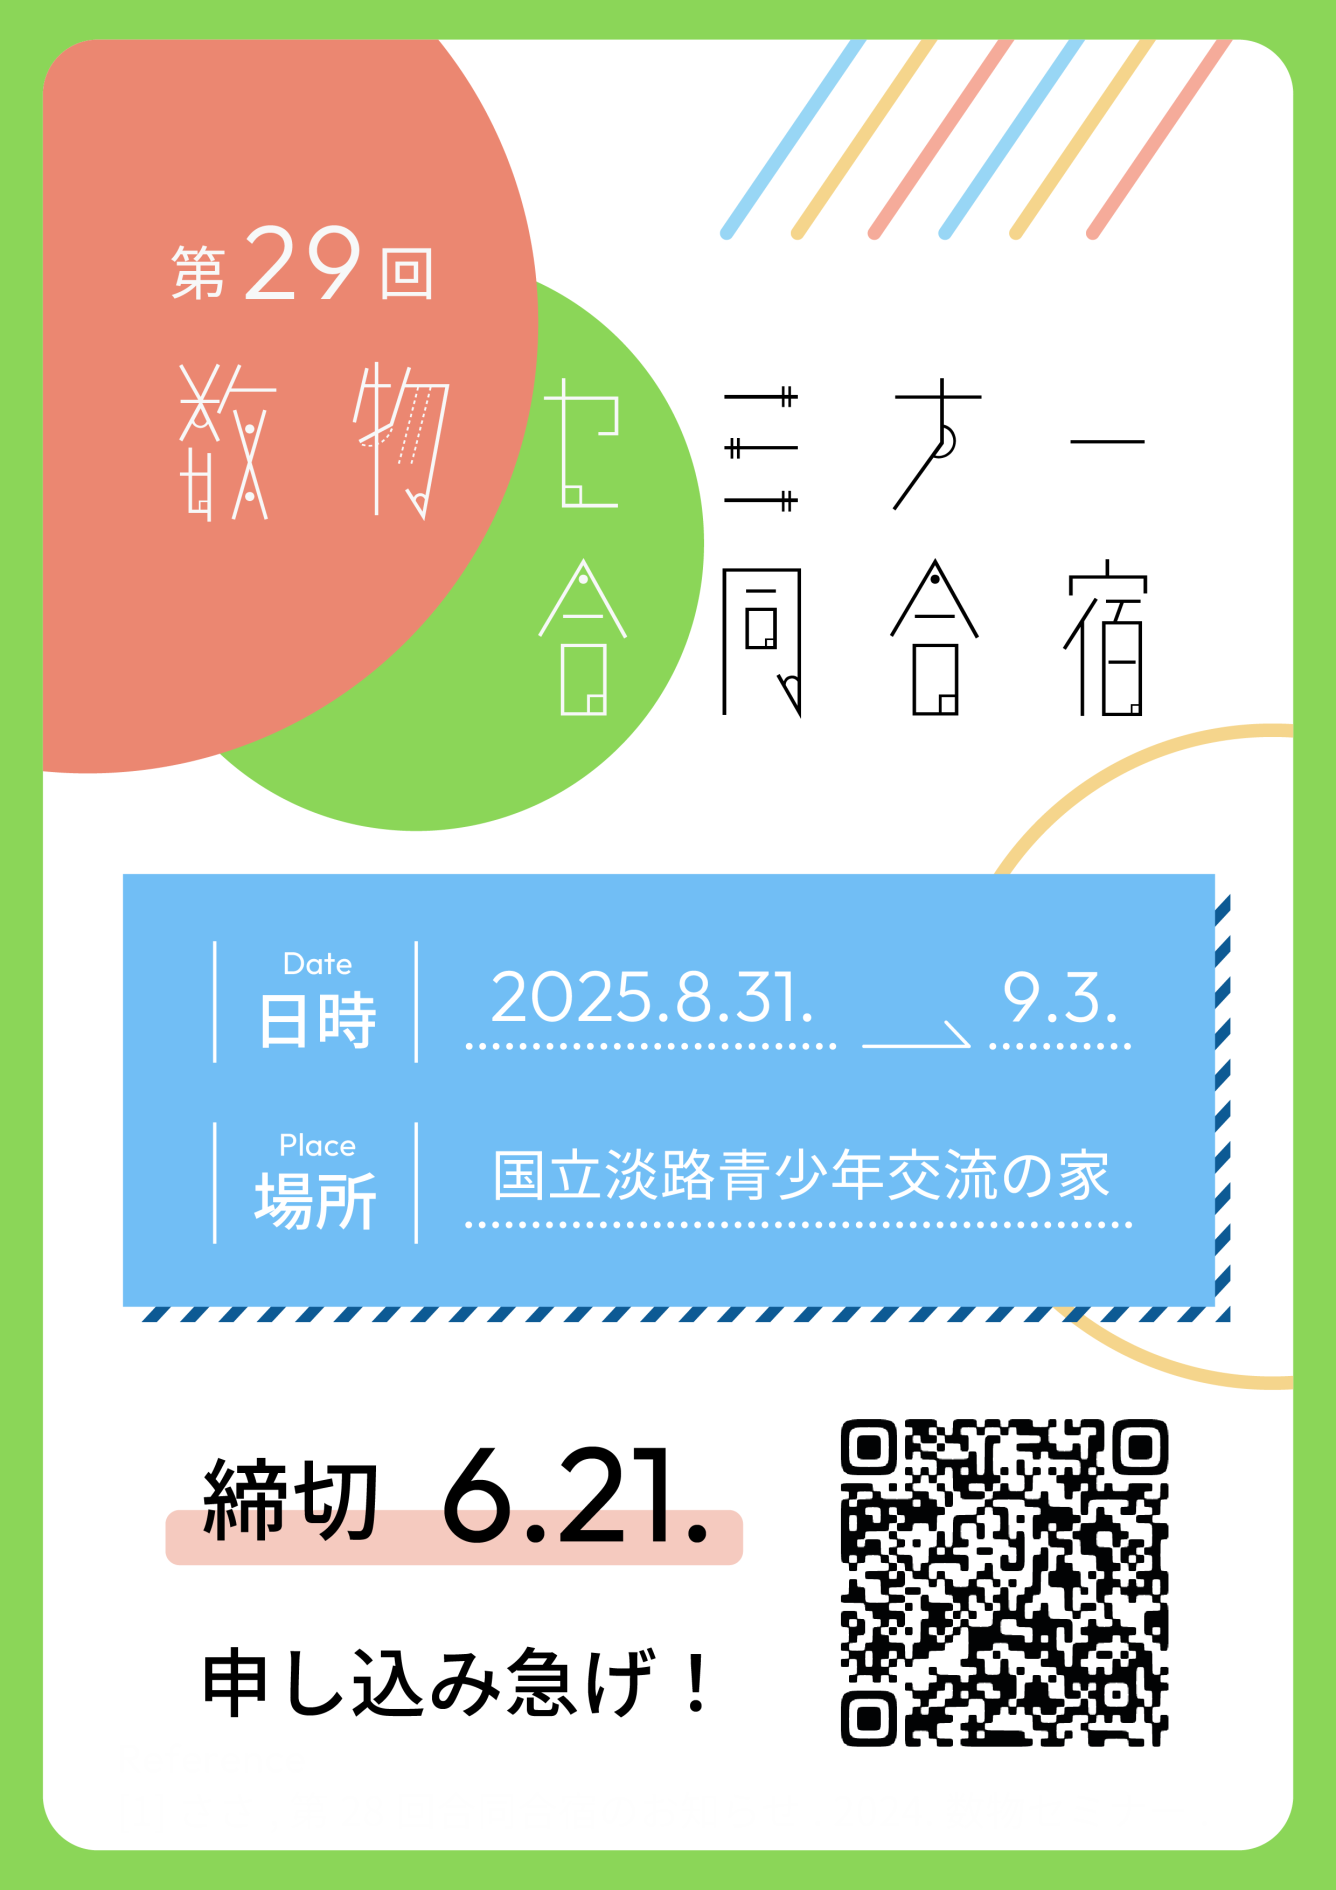 第29回
数物セミナー
合同合宿
Date
日時
2025.8.31. 9.3.
Place
場所
国立淡路青少年交流の家
締切 6.21.
申し込み急げ！